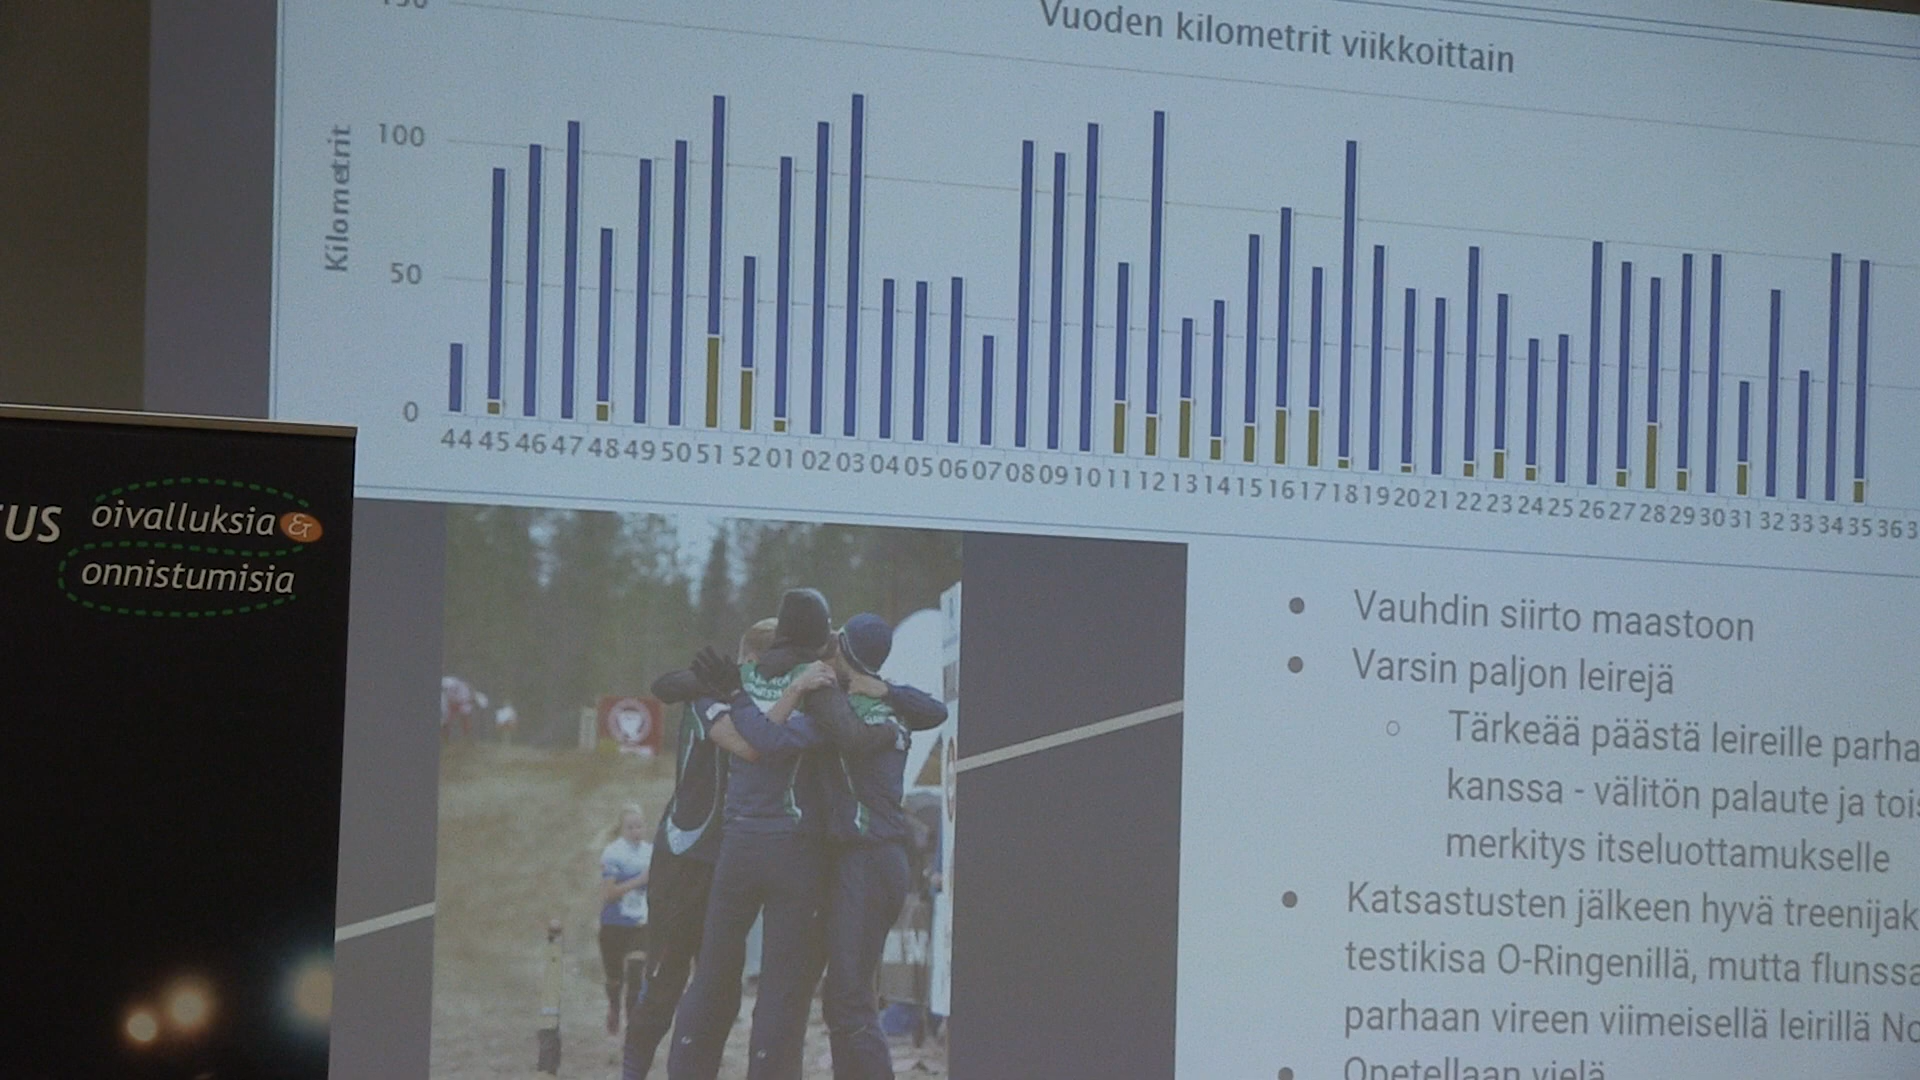 Vuoden kilometrit viikkoittain
Kilometrit
100
50
0
44 45 46 47 48 49 50 51 52 01 02 03 04 05 06 07 08 09 10 11 12 13 14 15 16 17 18 19 20 21 22 23 24 25 26 27 28 29 30 31 32 33 34 35 36
oivalluksia &
onnistumisia
• Vauhdin siirto maastoon
• Varsin paljon leirejä
○ Tärkeää päästä leireille
kanssa - välitön palaute ja
merkitys itseluottamukselle
• Katsastusten jälkeen hyvä
testikisa O-Ringenillä, mutta
parhaan vireen viimeisellä leirillä
• Opetellaan vielä